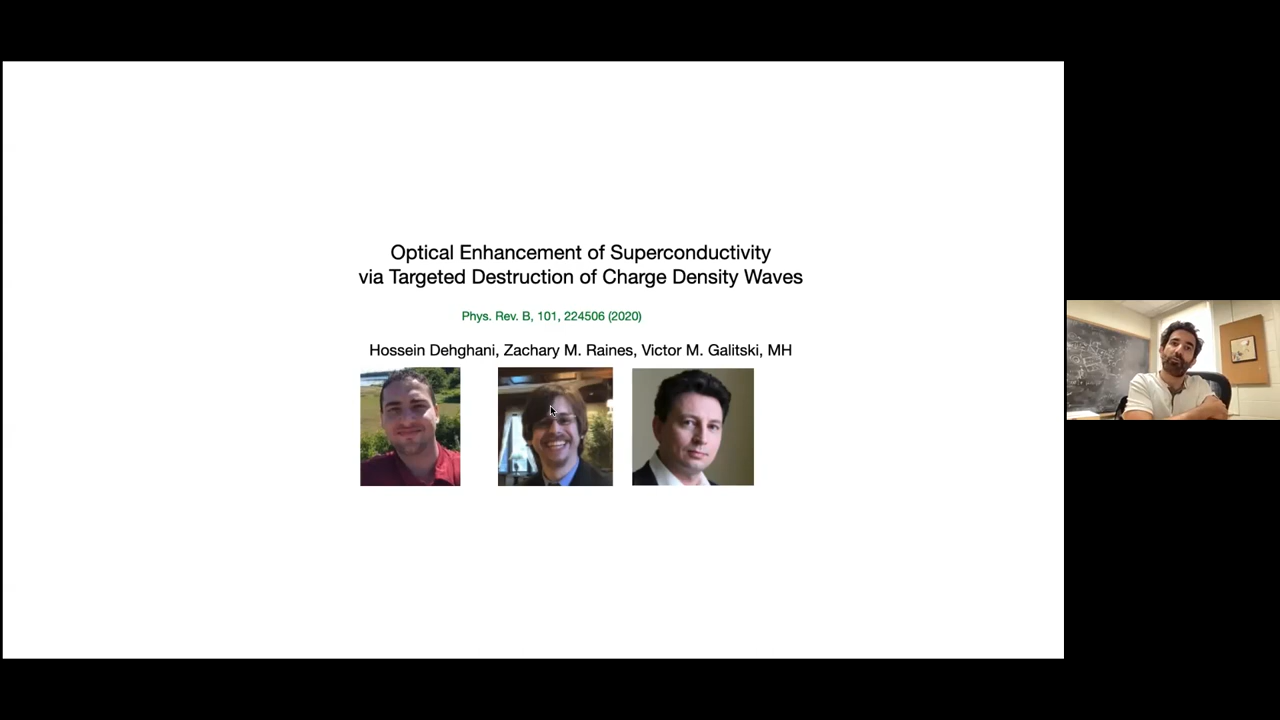 Optical Enhancement of Superconductivity
via Targeted Destruction of Charge Density Waves
Phys. Rev. B, 101, 224506 (2020)
Hossein Dehghani, Zachary M. Raines, Victor M. Galitski, MH